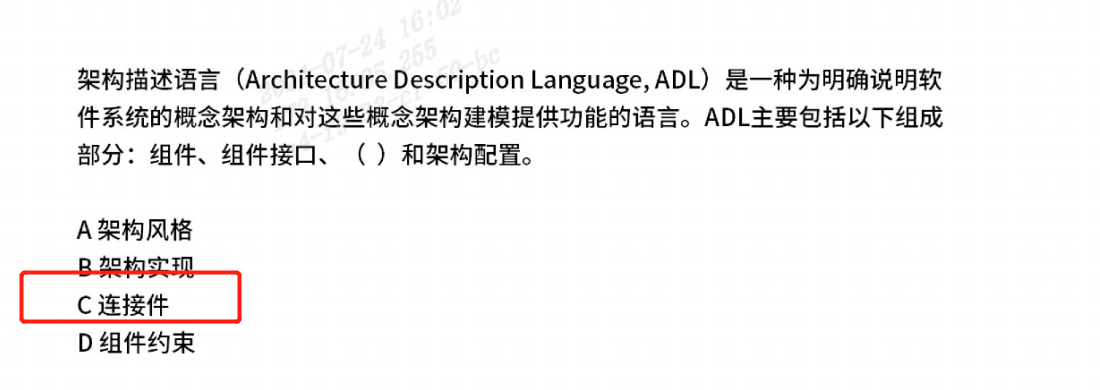 架构描述语言（Architecture Description Language, ADL）是一种为明确说明软
件系统的概念架构和对这些概念架构建模提供功能的语言。ADL主要包括以下组成
部分：组件、组件接口、（ ）和架构配置。
A 架构风格
B 架构实现
C 连接件
D 组件约束